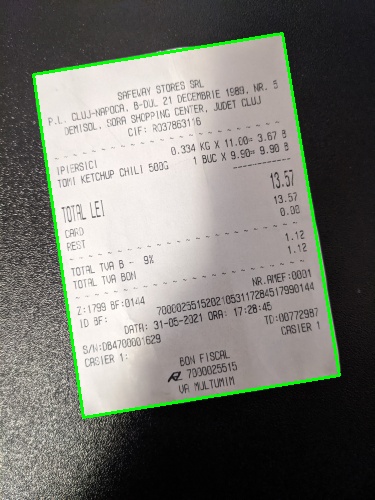 SAFEWAY STORES SRL
P.L. CLUJ-NAPOCA, B-DUL 21 DECEMBRIE 1989, NR. 5
DEMISOL, SORA SHOPPING CENTER, JUDET CLUJ
CIF: RO37863116
0.334 KG X 11.00= 3.67 B
IPIERSICI
1 BUC X 9.90= 9.90 B
TOMI KETCHUP CHILI 500G
TOTAL LEI 13.57
CARD 13.57
REST 0.00
TOTAL TVA B - 9% 1.12
TOTAL TVA BON 1.12
Z:1799 BF:0144 NR.AMEF:0001
ID BF: 70000255152021053117284517990144
DATA: 31-05-2021 ORA: 17:28:45
S/N:DB4700001629 TD:00772987
CASIER 1: CASIER 1
BON FISCAL
7000025515
VA MULTUMIM